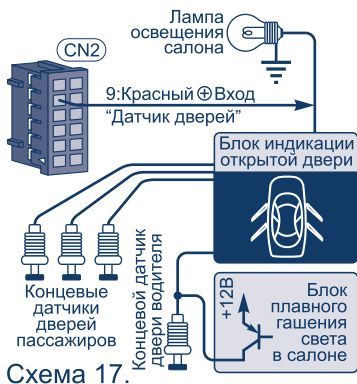 Лампа
освещения
салона
CN2
9:Красный ⊕ Вход
“Датчик дверей”
Блок индикации
открытой двери
Концевые
датчики
дверей
пассажиров
Концевой датчик
двери водителя
+12В
Блок
плавного
гашения
света
в салоне
Схема 17.